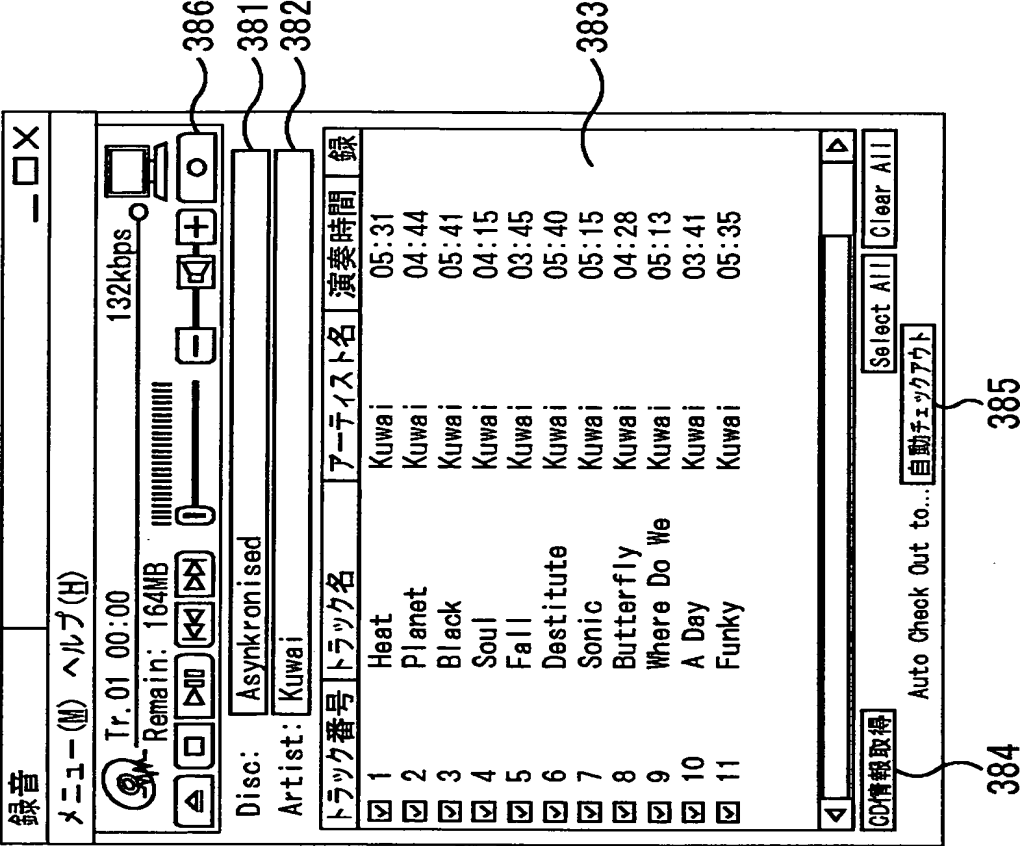 録音
メニュー(M) ヘルプ(H)
Tr.01 00:00
132kbps
Remain: 164MB
386
Disc: Asynkronised
381
Artist: Kuwai
382
トラック番号 トラック名 アーティスト名 演奏時間 録
1 Heat Kuwai 05:31
2 Planet Kuwai 04:44
3 Black Kuwai 05:41
4 Soul Kuwai 04:15
5 Fall Kuwai 03:45
6 Destitute Kuwai 05:40
7 Sonic Kuwai 05:15
8 Butterfly Kuwai 04:28
9 Where Do We Kuwai 05:13
10 A Day Kuwai 03:41
11 Funky Kuwai 05:35
383
CD情報取得 Select All Clear All
Auto Check Out to... 自動チェックアウト
384
385